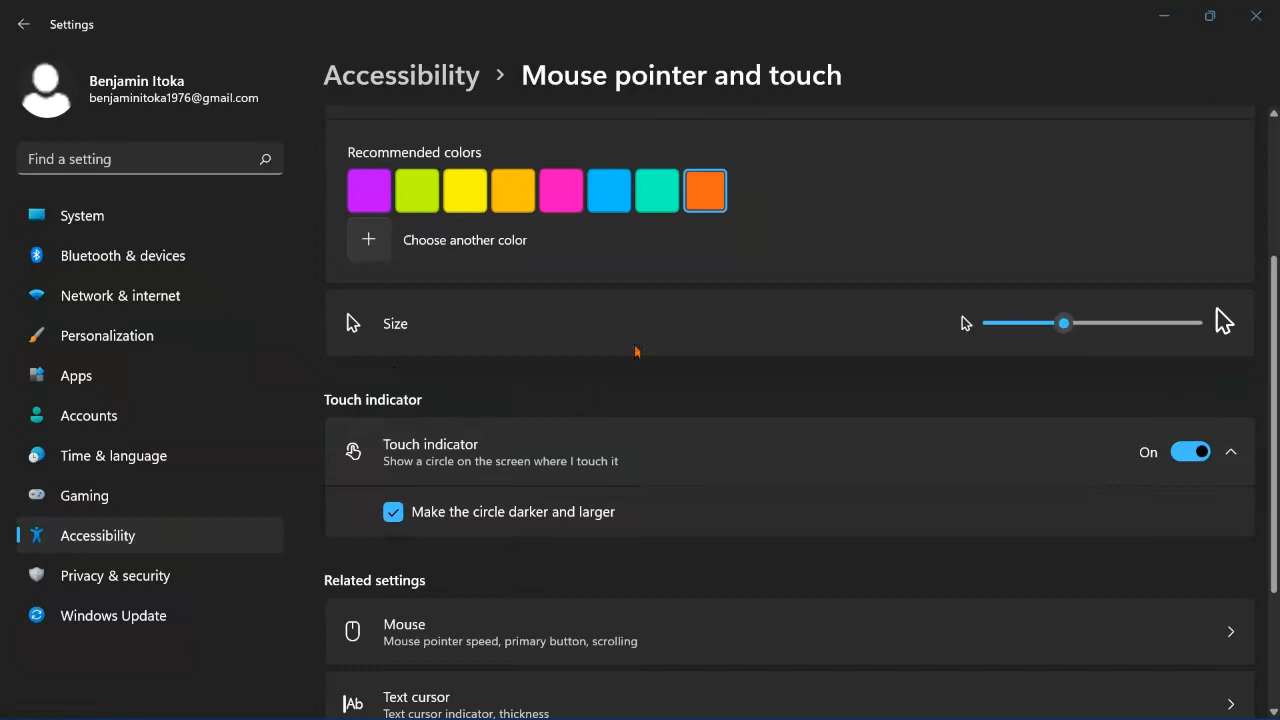 Settings
Benjamin Itoka
benjaminitoka1976@gmail.com
Find a setting
System
Bluetooth & devices
Network & internet
Personalization
Apps
Accounts
Time & language
Gaming
Accessibility
Privacy & security
Windows Update
Accessibility > Mouse pointer and touch
Recommended colors
Choose another color
Size
Touch indicator
Touch indicator
Show a circle on the screen where I touch it
On
Make the circle darker and larger
Related settings
Mouse
Mouse pointer speed, primary button, scrolling
Text cursor
Text cursor indicator, thickness